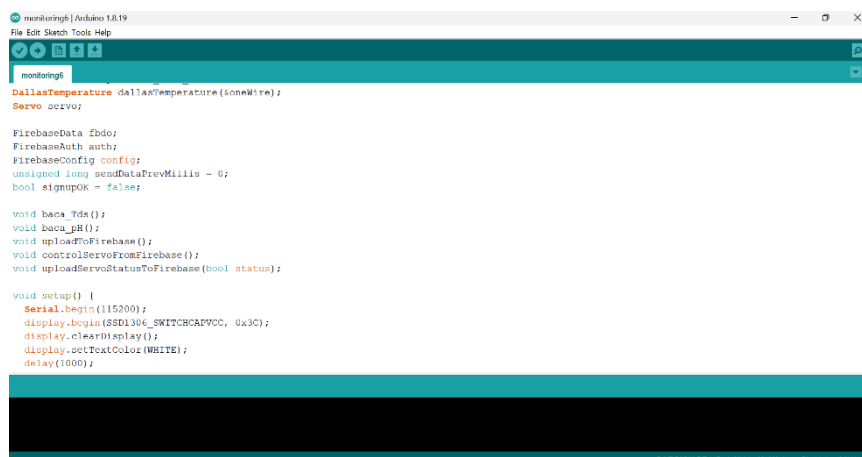 monitoring6 | Arduino 1.8.19
File Edit Sketch Tools Help
monitoring6
DallasTemperature dallasTemperature(&oneWire);
Servo servo;
FirebaseData fbdo;
FirebaseAuth auth;
FirebaseConfig config;
unsigned long sendDataPrevMillis = 0;
bool signupOK = false;
void baca_Tds();
void baca_pH();
void uploadToFirebase();
void controlServoFromFirebase();
void uploadServoStatusToFirebase(bool status);
void setup() {
Serial.begin(115200);
display.begin(SSD1306_SWITCHCAPVCC, 0x3C);
display.clearDisplay();
display.setTextColor(WHITE);
delay(1000);